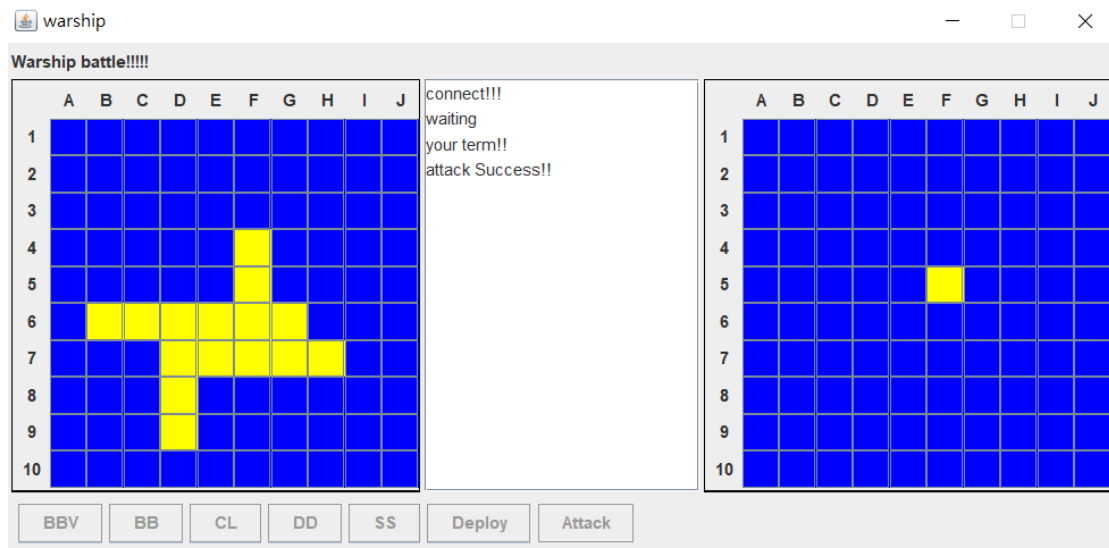 warship
Warship battle!!!!!
A B C D E F G H I J
1
2
3
4
5
6
7
8
9
10
connect!!!
waiting
your term!!
attack Success!!
A B C D E F G H I J
1
2
3
4
5
6
7
8
9
10
BBV BB CL DD SS Deploy Attack